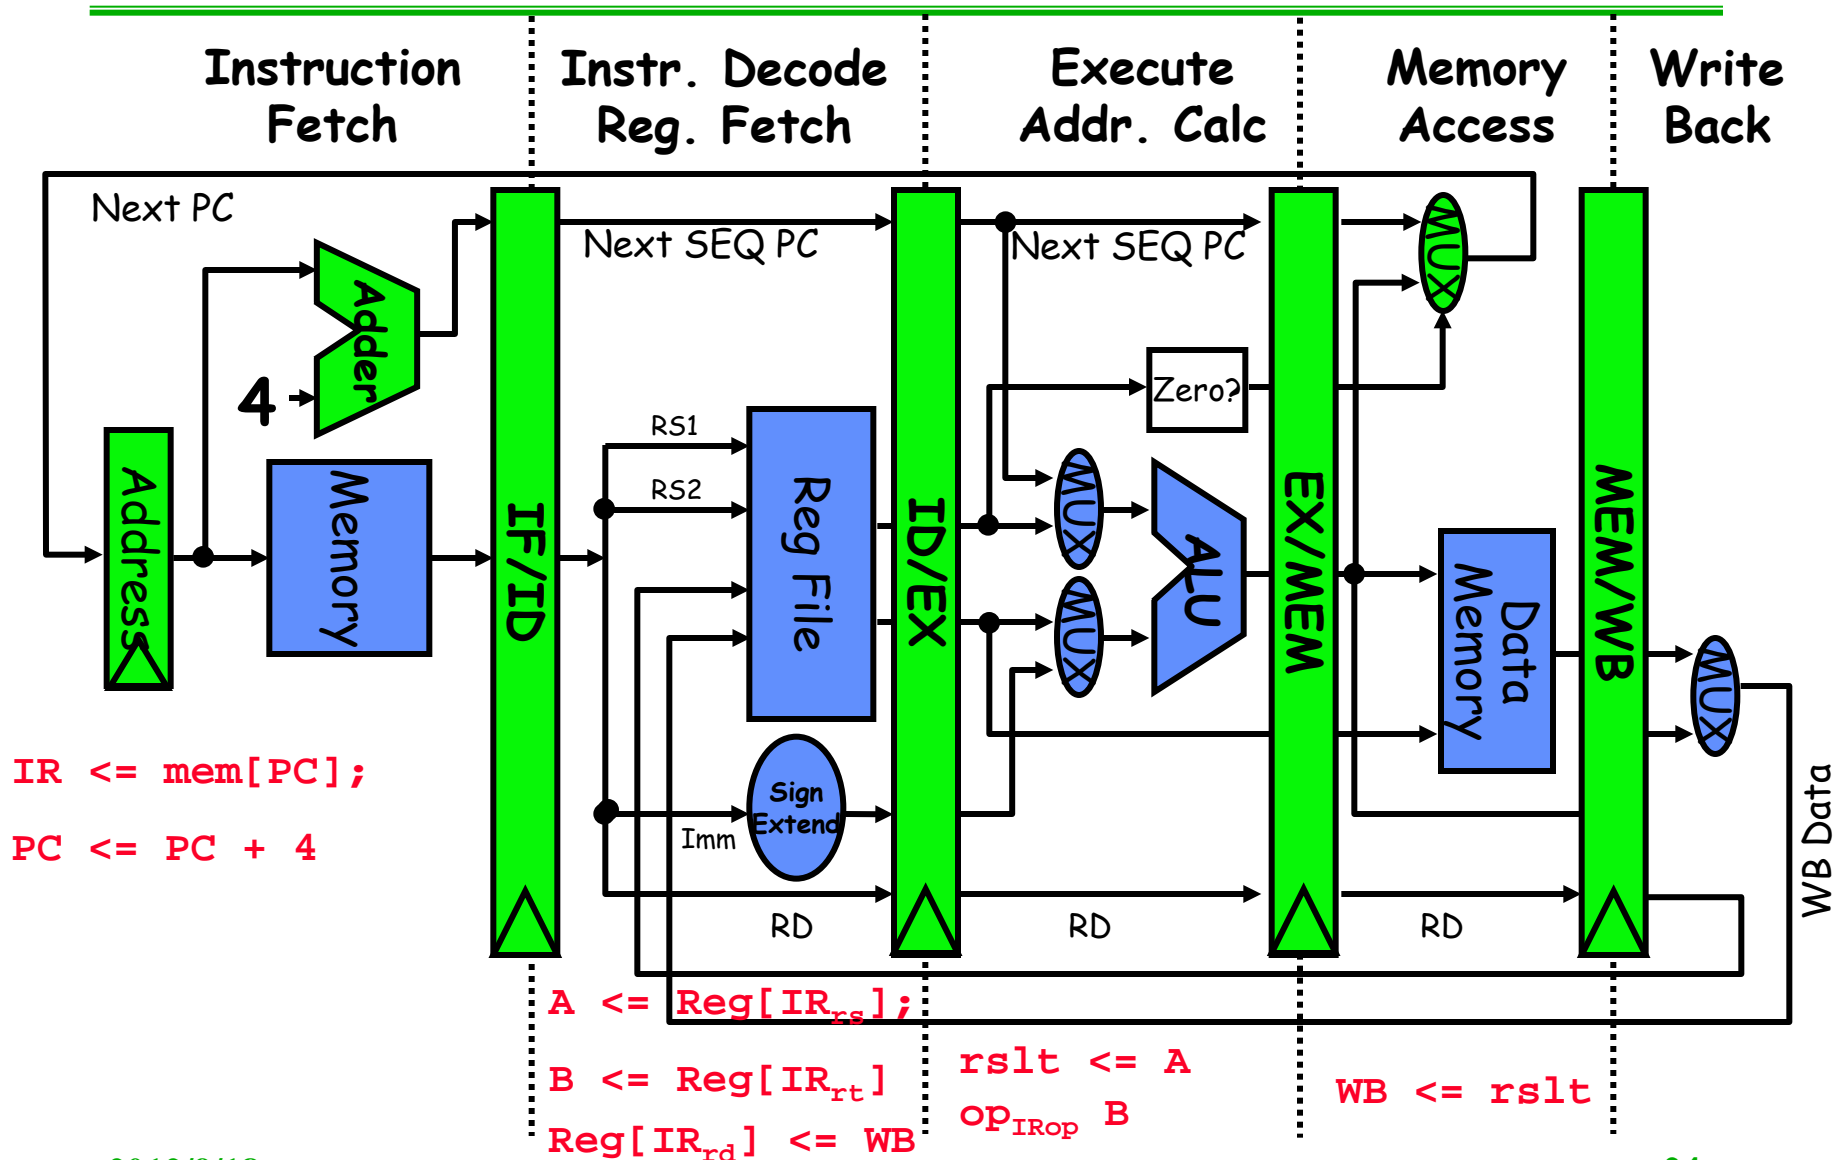 Instruction
Fetch
Instr. Decode
Reg. Fetch
Execute
Addr. Calc
Memory
Access
Write
Back
Next PC
Next SEQ PC
Next SEQ PC
MUX
Adder
4
Zero?
RS1
RS2
Address
Memory
IF/ID
Reg File
ID/EX
MUX
MUX
ALU
EX/MEM
Data
Memory
MEM/WB
MUX
Sign
Extend
Imm
WB Data
RD
RD
RD
IR <= mem[PC];
PC <= PC + 4
A <= Reg[IRrs];
B <= Reg[IRrt]
Reg[IRrd] <= WB
rslt <= A
opIRop B
WB <= rslt